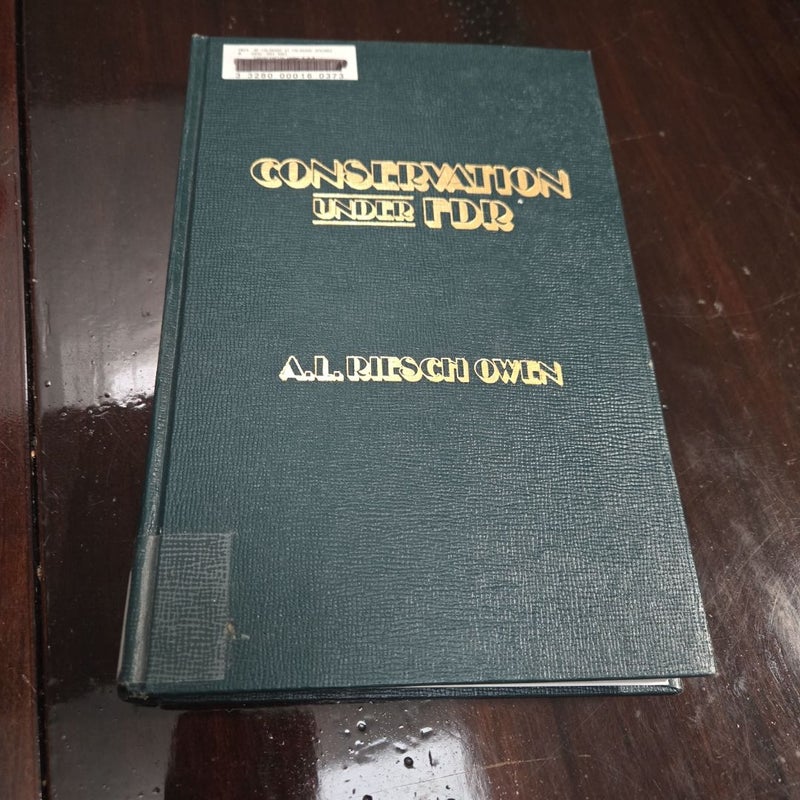 3 3280 00016 0373
CONSERVATION
UNDER FDR
A.L. RIESCH OWEN